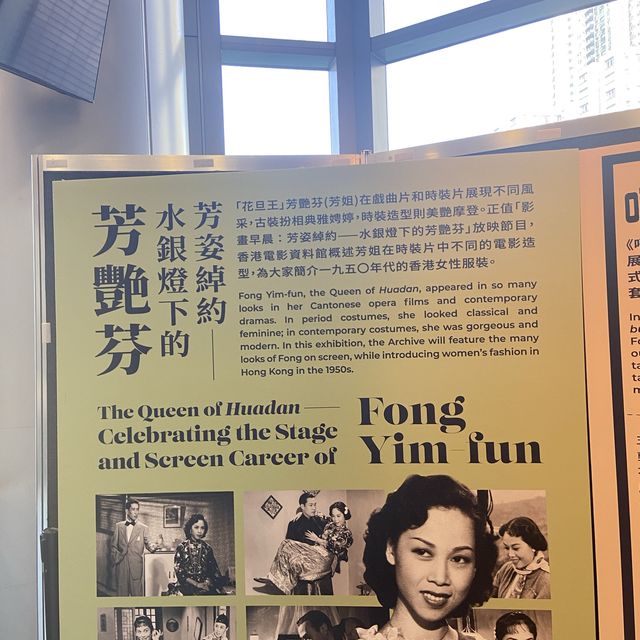 芳姿綽約——
水銀燈下的
芳艷芬
「花旦王」芳艷芬(芳姐)在戲曲片和時裝片展現不同風
采，古裝扮相典雅娉婷，時裝造型則美艷摩登。正值「影
畫早晨：芳姿綽約——水銀燈下的芳艷芬」放映節目，
香港電影資料館概述芳姐在時裝片中不同的電影造
型，為大家簡介一九五〇年代的香港女性服裝。
Fong Yim-fun, the Queen of Huadan, appeared in so many
looks in her Cantonese opera films and contemporary
dramas. In period costumes, she looked classical and
feminine; in contemporary costumes, she was gorgeous and
modern. In this exhibition, the Archive will feature the many
looks of Fong on screen, while introducing women's fashion in
Hong Kong in the 1950s.
The Queen of Huadan ——
Celebrating the Stage
and Screen Career of
Fong
Yim-fun
展
式
套
In